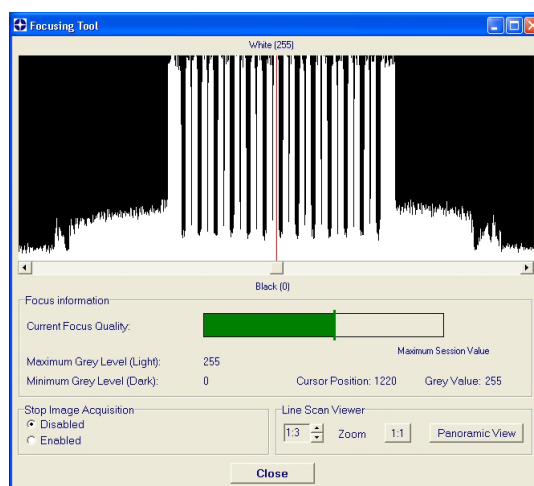 Focusing Tool
White (255)
Black (0)
Focus information
Current Focus Quality:
Maximum Session Value
Maximum Grey Level (Light): 255
Minimum Grey Level (Dark): 0 Cursor Position: 1220 Grey Value: 255
Stop Image Acquisition
Disabled
Enabled
Line Scan Viewer
1:3 Zoom 1:1 Panoramic View
Close